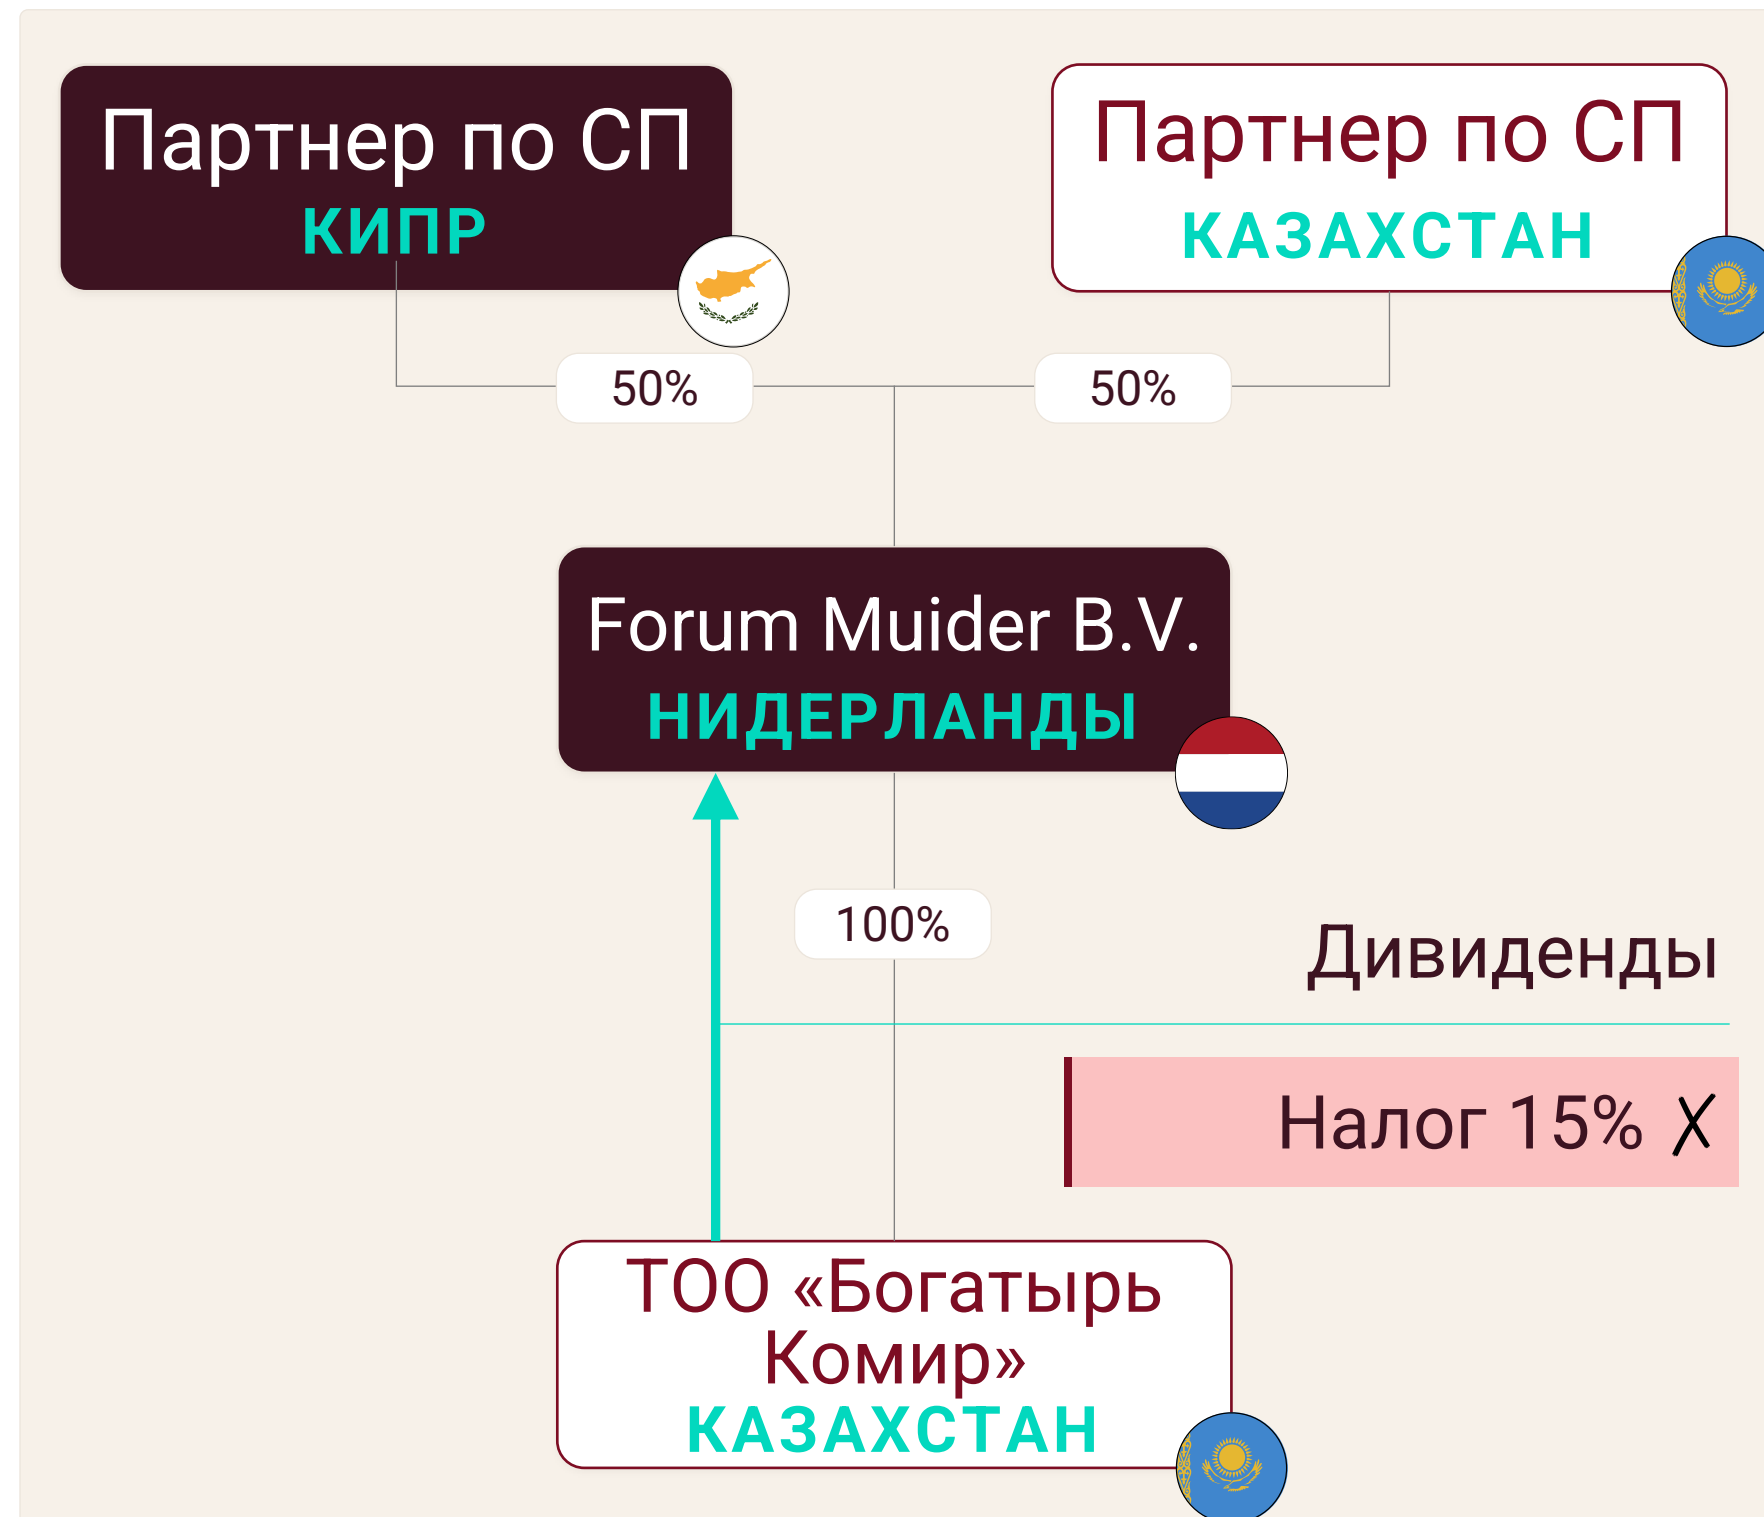 Партнер по СП
КИПР
Партнер по СП
КАЗАХСТАН
50%
50%
Forum Muider B.V.
НИДЕРЛАНДЫ
100%
Дивиденды
Налог 15% ✗
ТОО «Богатырь
Комир»
КАЗАХСТАН